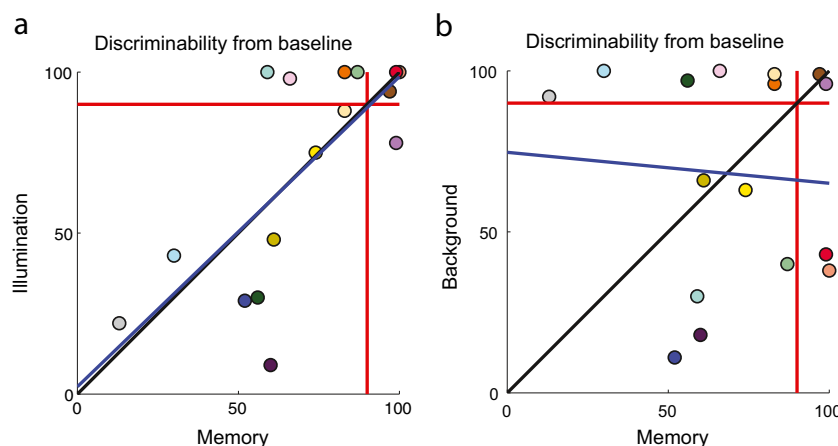 a
Discriminability from baseline
100
50
0
0
50
100
Illumination
Memory
b
Discriminability from baseline
100
50
0
0
50
100
Background
Memory